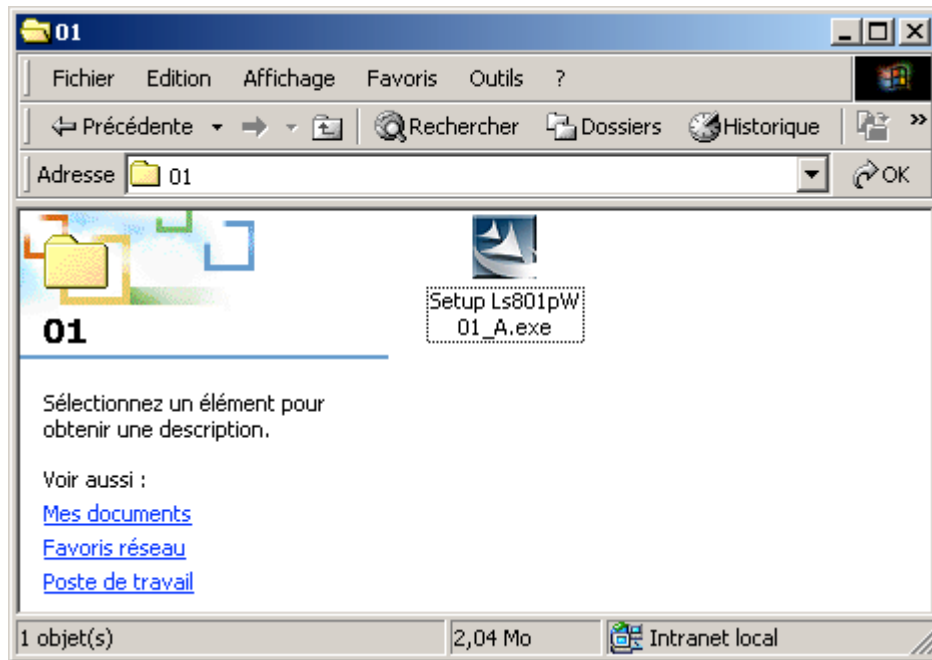 01
Fichier Edition Affichage Favoris Outils ?
Précédente Rechercher Dossiers Historique »
Adresse 01 OK
Setup Ls801pW
01_A.exe
01
Sélectionnez un élément pour
obtenir une description.
Voir aussi :
Mes documents
Favoris réseau
Poste de travail
1 objet(s) 2,04 Mo Intranet local